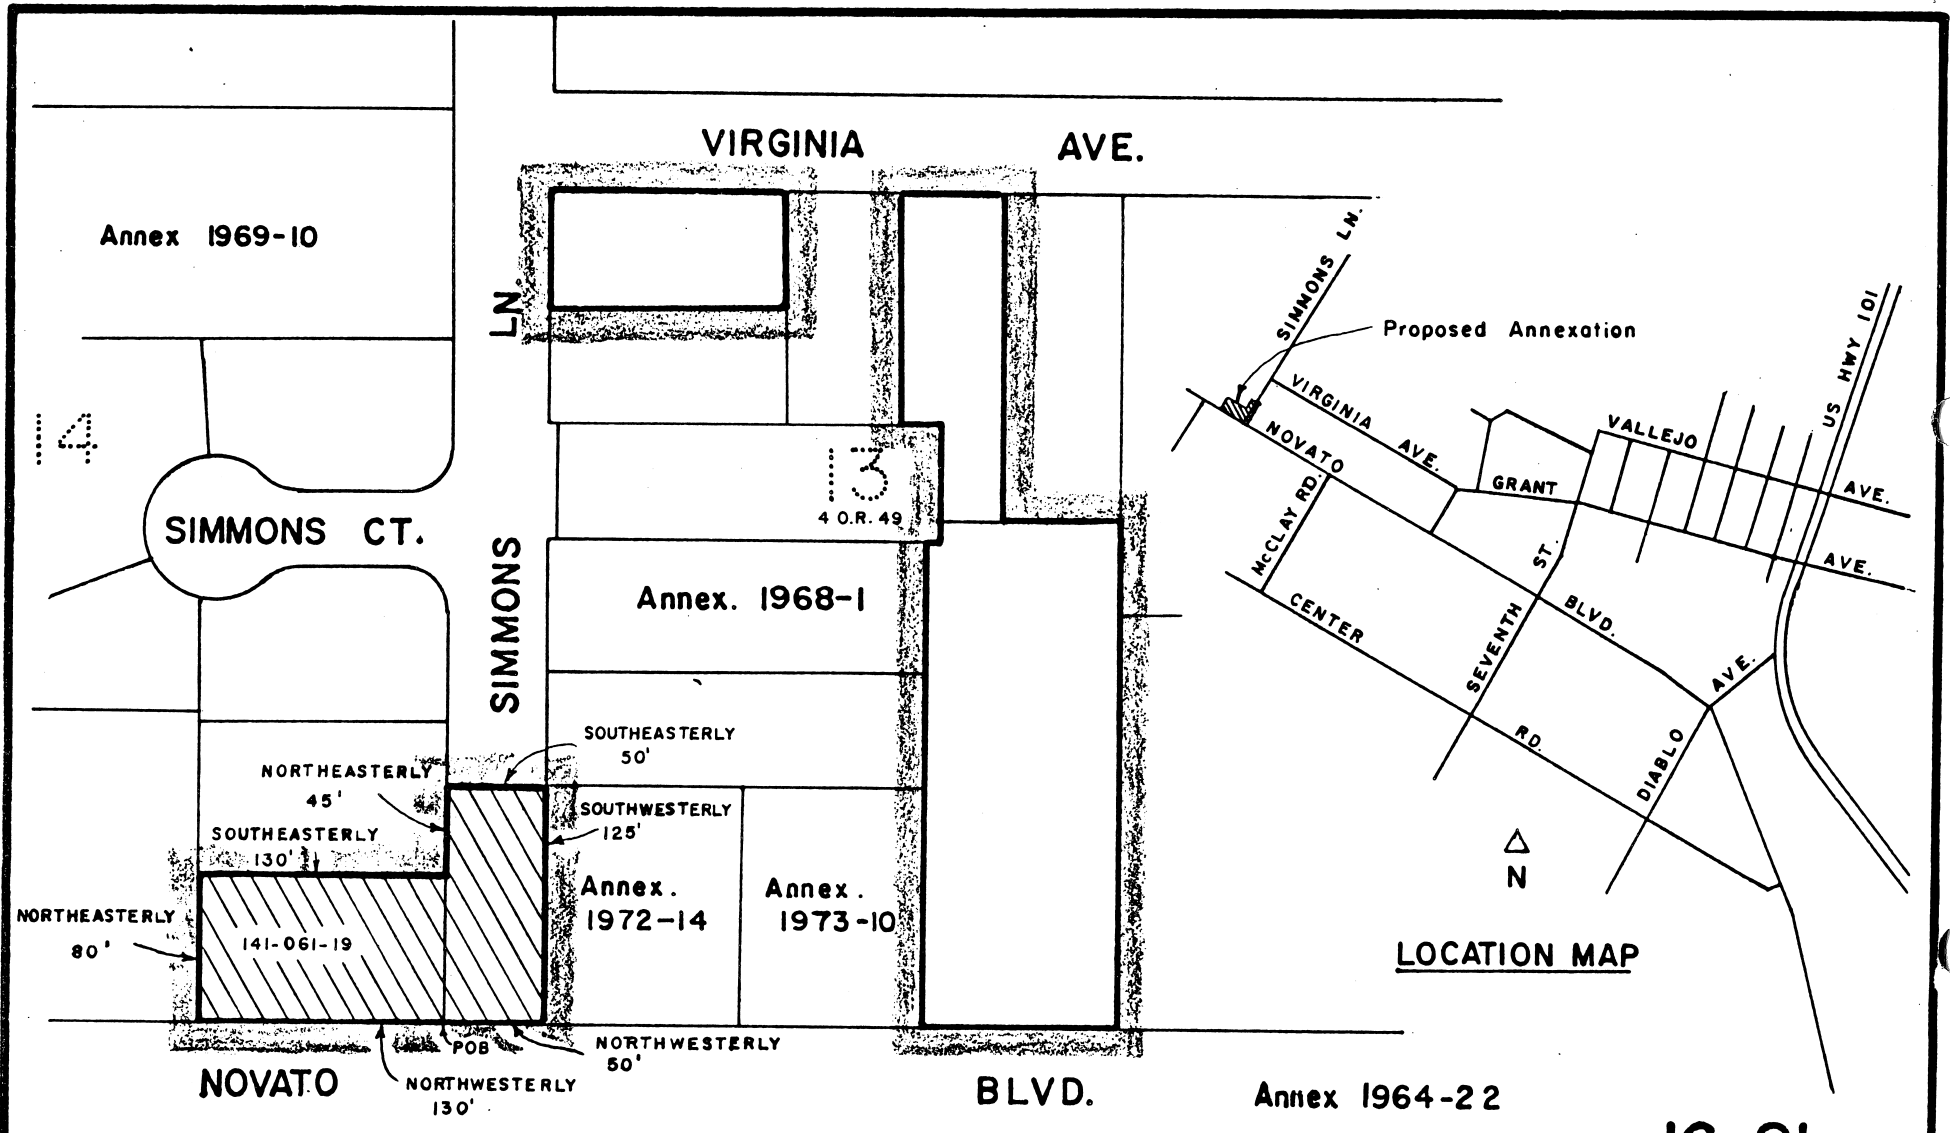 VIRGINIA AVE.
Annex 1969-10
LN.
SIMMONS
14
SIMMONS CT.
13
4 O.R. 49
Annex. 1968-1
SOUTHEASTERLY
50'
NORTHEASTERLY
45'
SOUTHWESTERLY
125'
SOUTHEASTERLY
130'
Annex.
1972-14
Annex.
1973-10
NORTHEASTERLY
80'
141-061-19
POB
NORTHWESTERLY
50'
NORTHWESTERLY
130'
NOVATO BLVD.
Annex 1964-22
SIMMONS LN.
Proposed Annexation
US HWY 101
VIRGINIA AVE.
VALLEJO AVE.
NOVATO BLVD.
GRANT AVE.
McCLAY RD.
SEVENTH ST.
CENTER RD.
DIABLO AVE.
N
LOCATION MAP